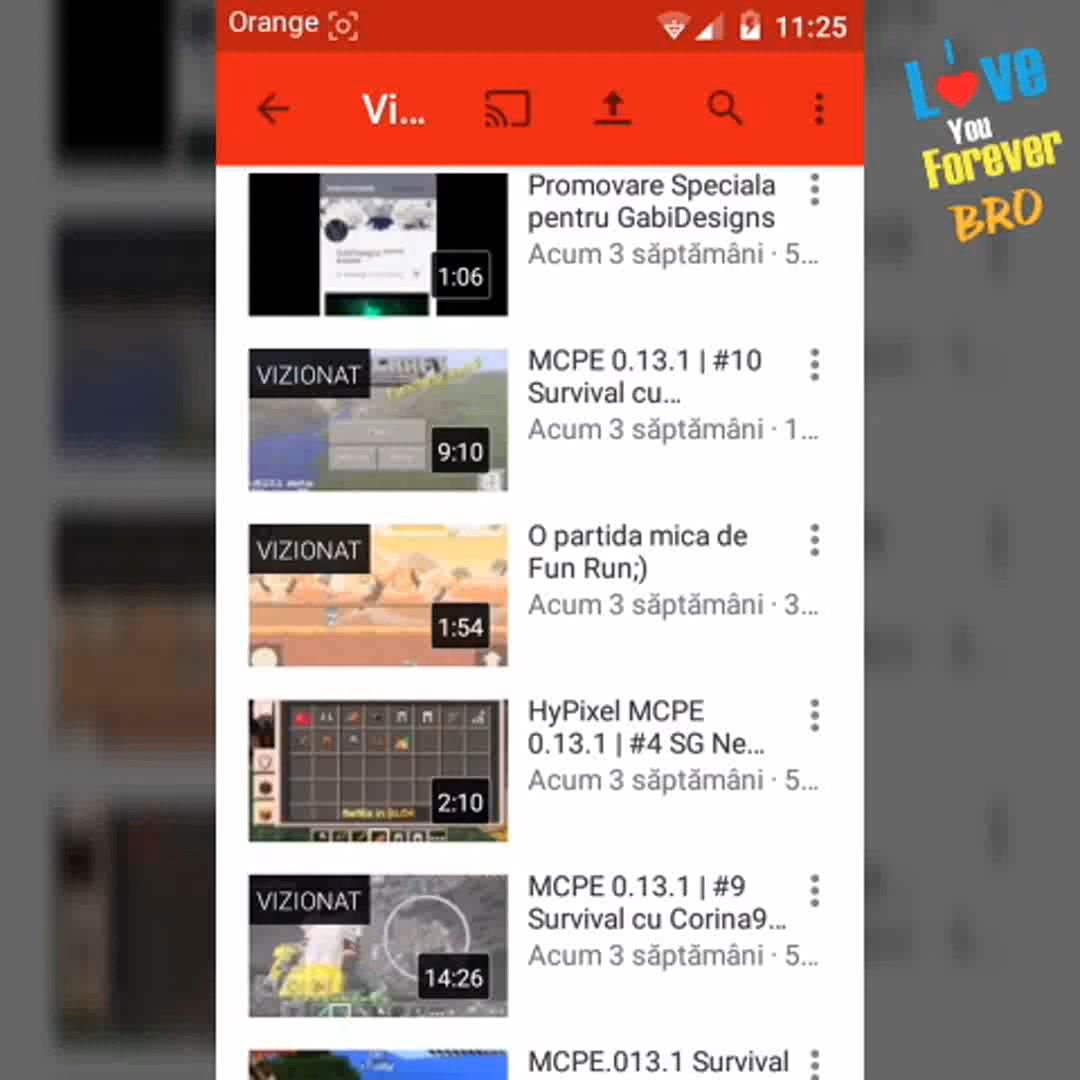 Orange 11:25
Vi...
I
Love
You
Forever
BRO
Promovare Speciala
pentru GabiDesigns
Acum 3 săptămâni · 5...
1:06
VIZIONAT
MCPE 0.13.1 | #10
Survival cu...
Acum 3 săptămâni · 1...
9:10
VIZIONAT
O partida mica de
Fun Run;)
Acum 3 săptămâni · 3...
1:54
HyPixel MCPE
0.13.1 | #4 SG Ne...
Acum 3 săptămâni · 5...
2:10
VIZIONAT
MCPE 0.13.1 | #9
Survival cu Corina9...
Acum 3 săptămâni · 5...
14:26
MCPE.013.1 Survival